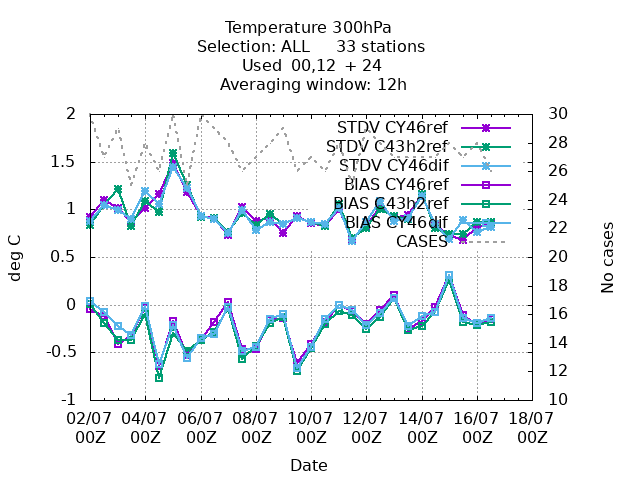 Temperature 300hPa
Selection: ALL 33 stations
Used 00,12 + 24
Averaging window: 12h
2
1.5
1
0.5
0
-0.5
-1
deg C
30
28
26
24
22
20
18
16
14
12
10
No cases
STDV CY46ref
STDV C43h2ref
STDV CY46dif
BIAS CY46ref
BIAS C43h2ref
BIAS CY46dif
CASES
02/07 04/07 06/07 08/07 10/07 12/07 14/07 16/07 18/07
00Z 00Z 00Z 00Z 00Z 00Z 00Z 00Z 00Z
Date